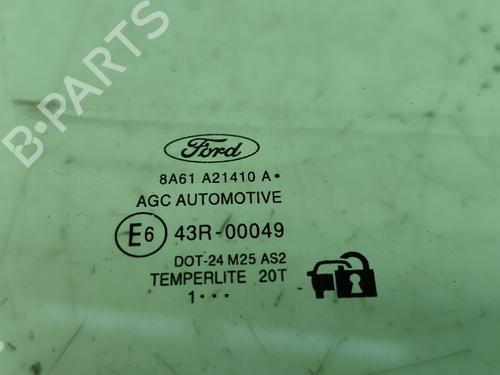 B-PARTS
Ford
8A61 A21410 A•
AGC AUTOMOTIVE
E6 43R-00049
DOT-24 M25 AS2
TEMPERLITE 20T
1•••